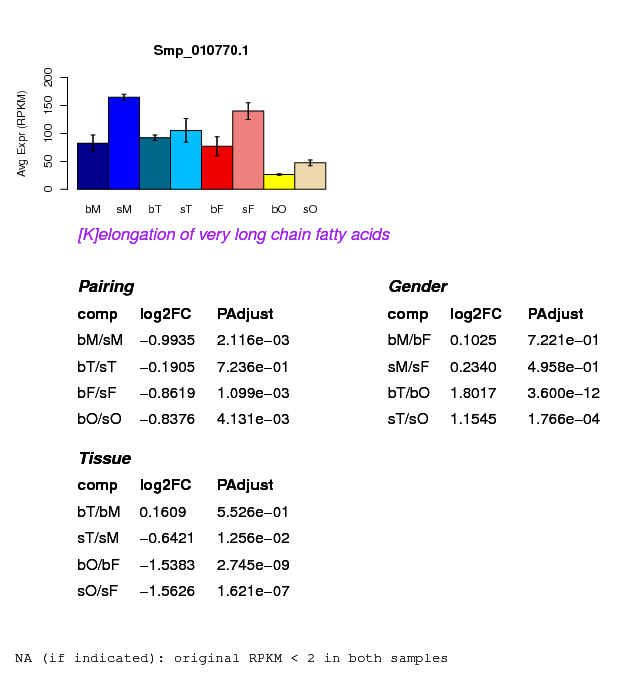 Smp_010770.1
Avg Expr (RPKM)
0 50 100 150 200
bM sM bT sT bF sF bO sO
[K]elongation of very long chain fatty acids
Pairing
comp log2FC PAdjust
bM/sM −0.9935 2.116e−03
bT/sT −0.1905 7.236e−01
bF/sF −0.8619 1.099e−03
bO/sO −0.8376 4.131e−03
Gender
comp log2FC PAdjust
bM/bF 0.1025 7.221e−01
sM/sF 0.2340 4.958e−01
bT/bO 1.8017 3.600e−12
sT/sO 1.1545 1.766e−04
Tissue
comp log2FC PAdjust
bT/bM 0.1609 5.526e−01
sT/sM −0.6421 1.256e−02
bO/bF −1.5383 2.745e−09
sO/sF −1.5626 1.621e−07
NA (if indicated): original RPKM < 2 in both samples